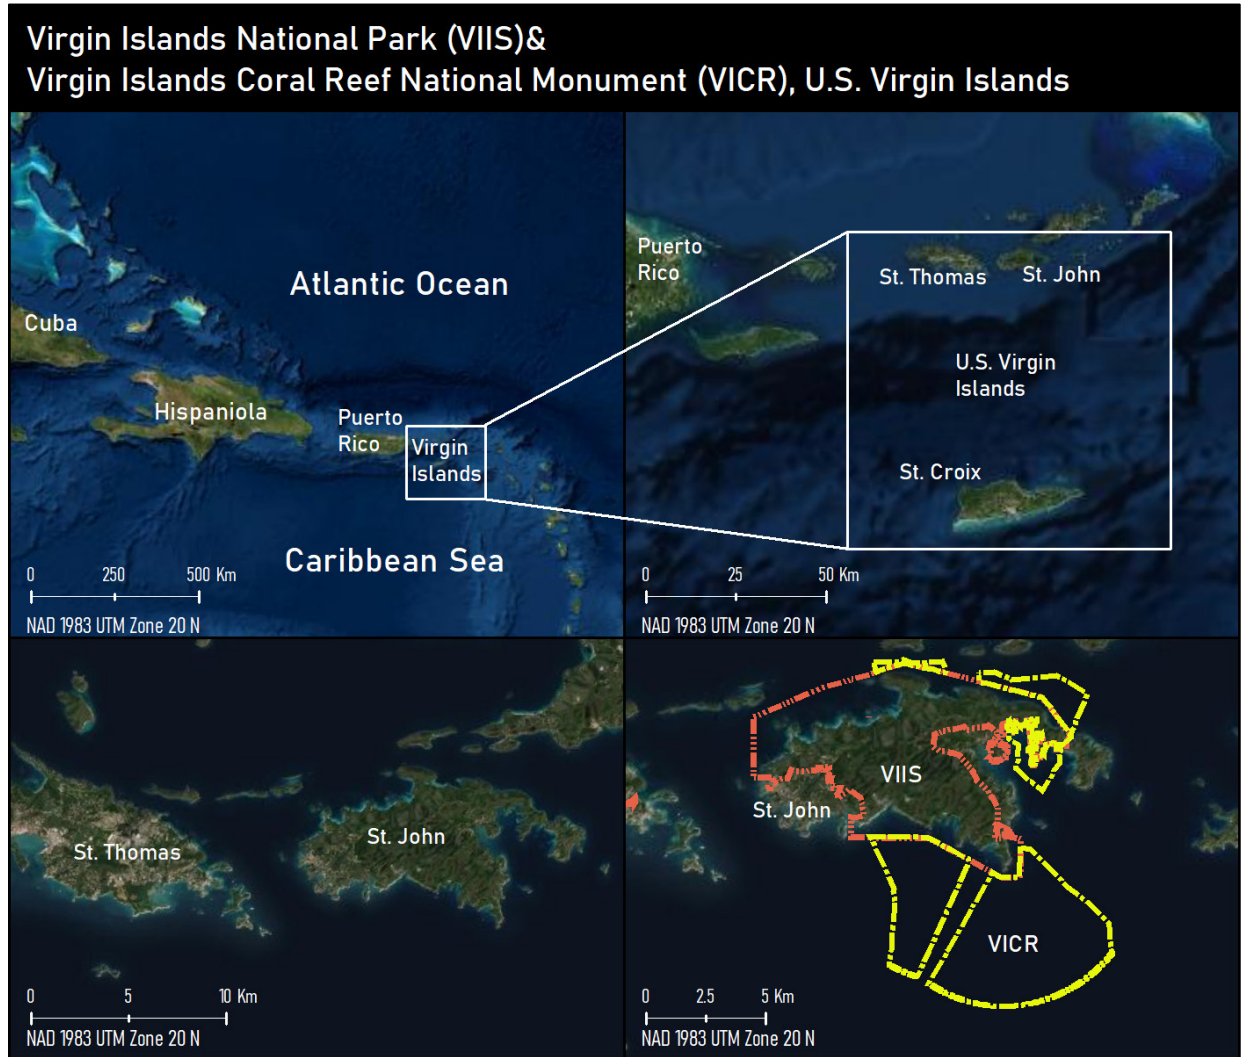 Virgin Islands National Park (VIIS)&
Virgin Islands Coral Reef National Monument (VICR), U.S. Virgin Islands
Atlantic Ocean
Cuba
Hispaniola
Puerto
Rico
Virgin
Islands
Caribbean Sea
0 250 500 Km
NAD 1983 UTM Zone 20 N
Puerto
Rico
St. Thomas
St. John
U.S. Virgin
Islands
St. Croix
0 25 50 Km
NAD 1983 UTM Zone 20 N
St. John
St. Thomas
0 5 10 Km
NAD 1983 UTM Zone 20 N
VIIS
St. John
VICR
0 2.5 5 Km
NAD 1983 UTM Zone 20 N